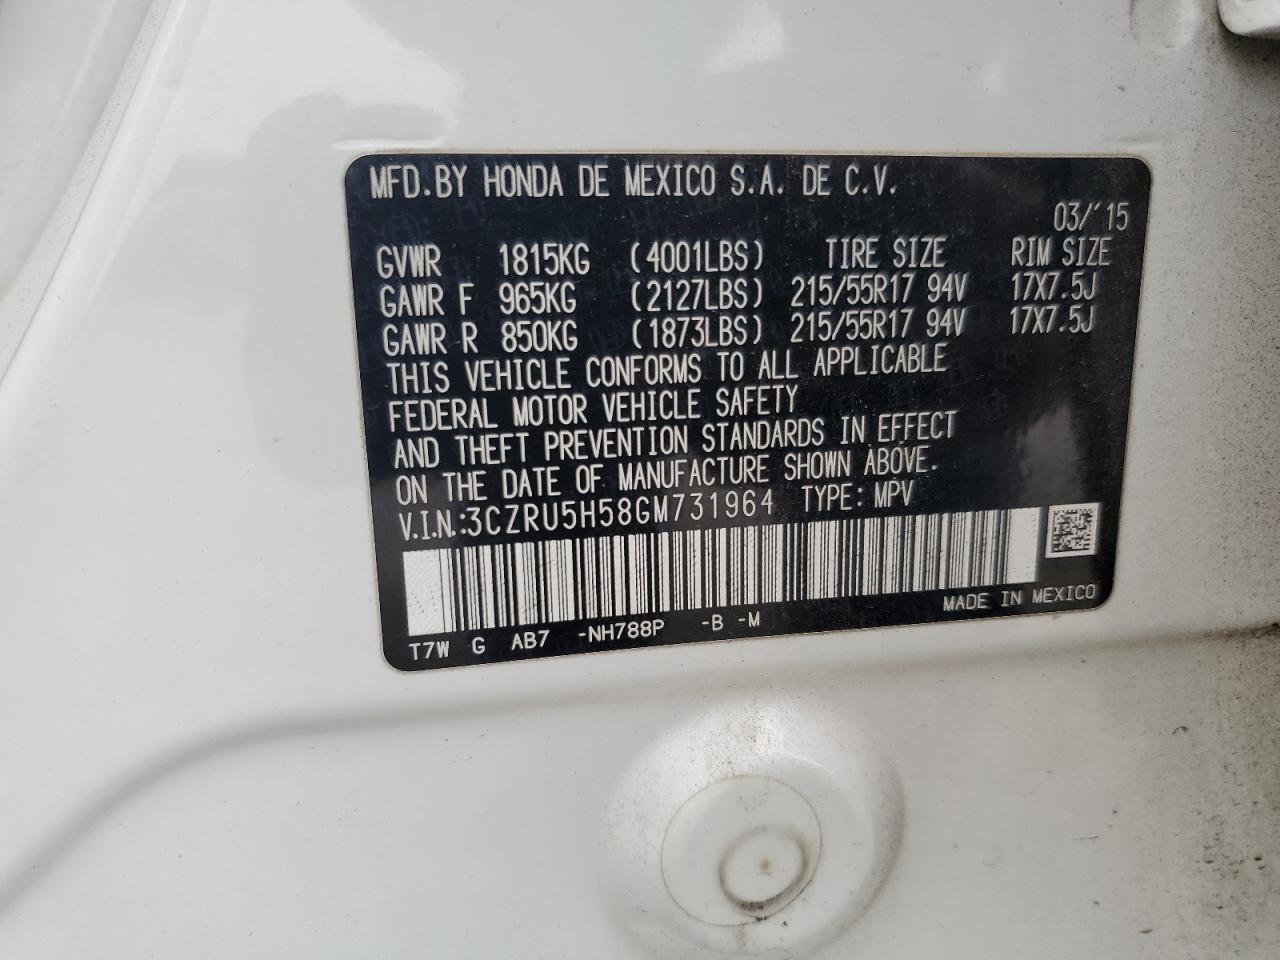 MFD.BY HONDA DE MEXICO S.A. DE C.V.
03/'15
GVWR 1815KG (4001LBS) TIRE SIZE RIM SIZE
GAWR F 965KG (2127LBS) 215/55R17 94V 17X7.5J
GAWR R 850KG (1873LBS) 215/55R17 94V 17X7.5J
THIS VEHICLE CONFORMS TO ALL APPLICABLE
FEDERAL MOTOR VEHICLE SAFETY
AND THEFT PREVENTION STANDARDS IN EFFECT
ON THE DATE OF MANUFACTURE SHOWN ABOVE.
V.I.N.:3CZRU5H58GM731964 TYPE: MPV
MADE IN MEXICO
T7W G AB7 -NH788P -B -M